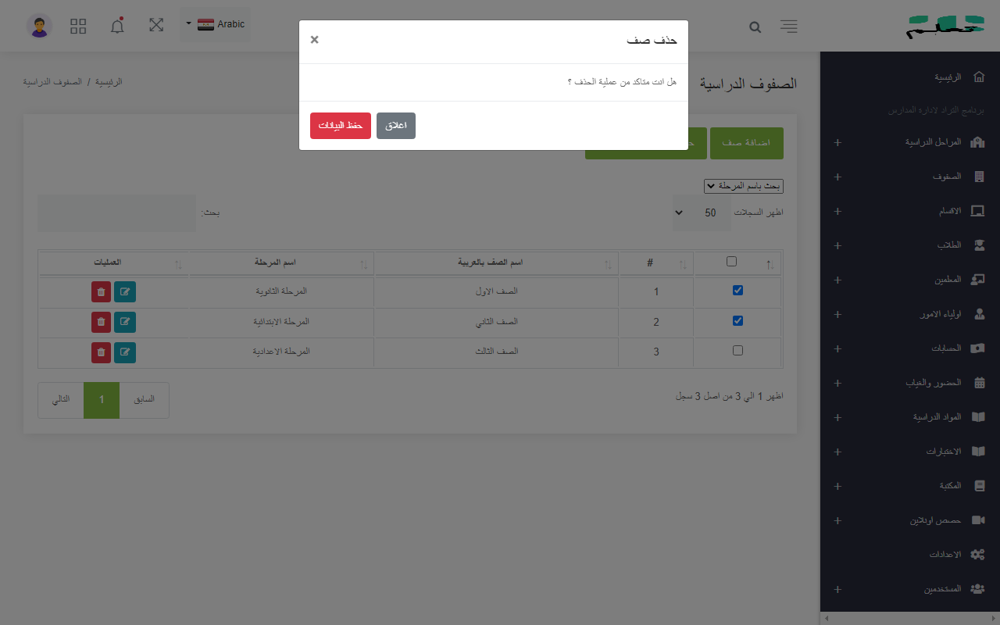 Arabic
حذف صف
×
هل انت متاكد من عملية الحذف ؟
اغلاق
حفظ البيانات
الصفوف الدراسية
الرئيسية / الصفوف الدراسية
اضافة صف
بحث باسم المرحلة
اظهر السجلات 50
بحث:
# اسم الصف بالعربية اسم المرحلة العمليات
1 الصف الاول المرحلة الثانوية
2 الصف الثاني المرحلة الابتدائية
3 الصف الثالث المرحلة الاعدادية
اظهر 1 الي 3 من اصل 3 سجل
السابق 1 التالي
الرئيسية
برنامج التراد لادارة المدارس
المراحل الدراسية
الصفوف
الاقسام
الطلاب
المعلمين
اولياء الامور
الحسابات
الحضور والغياب
المواد الدراسية
الاختبارات
المكتبة
حصص اونلاين
الاعدادات
المستخدمين